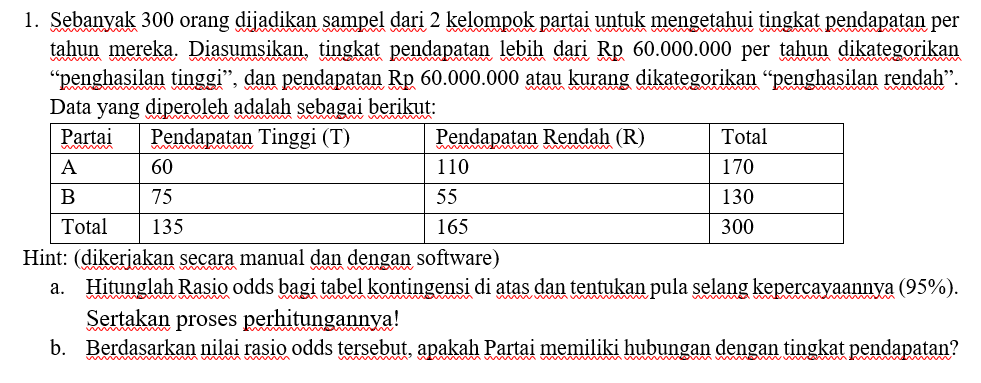 1. Sebanyak 300 orang dijadikan sampel dari 2 kelompok partai untuk mengetahui tingkat pendapatan per
tahun mereka. Diasumsikan, tingkat pendapatan lebih dari Rp 60.000.000 per tahun dikategorikan
“penghasilan tinggi”, dan pendapatan Rp 60.000.000 atau kurang dikategorikan “penghasilan rendah”.
Data yang diperoleh adalah sebagai berikut:
Partai Pendapatan Tinggi (T) Pendapatan Rendah (R) Total
A 60 110 170
B 75 55 130
Total 135 165 300
Hint: (dikerjakan secara manual dan dengan software)
a. Hitunglah Rasio odds bagi tabel kontingensi di atas dan tentukan pula selang kepercayaannya (95%).
Sertakan proses perhitungannya!
b. Berdasarkan nilai rasio odds tersebut, apakah Partai memiliki hubungan dengan tingkat pendapatan?